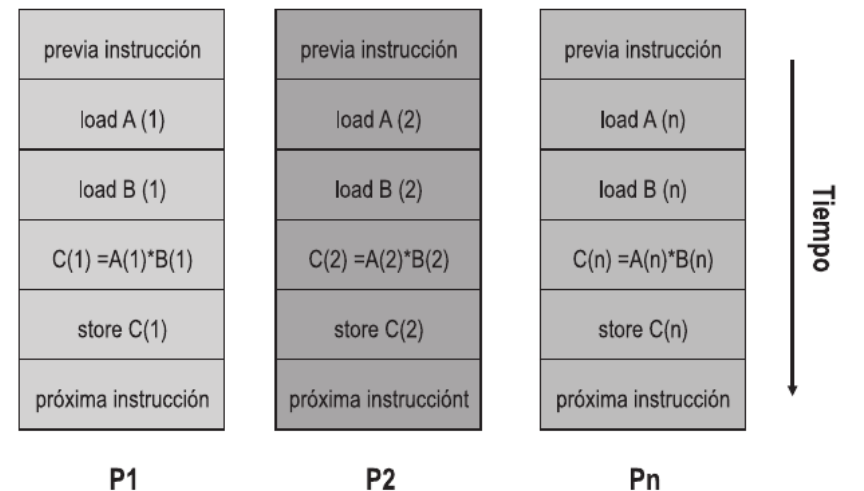 previa instrucción
load A (1)
load B (1)
C(1) =A(1)*B(1)
store C(1)
próxima instrucción
P1
previa instrucción
load A (2)
load B (2)
C(2) =A(2)*B(2)
store C(2)
próxima instrucciónt
P2
previa instrucción
load A (n)
load B (n)
C(n) =A(n)*B(n)
store C(n)
próxima instrucción
Pn
Tiempo